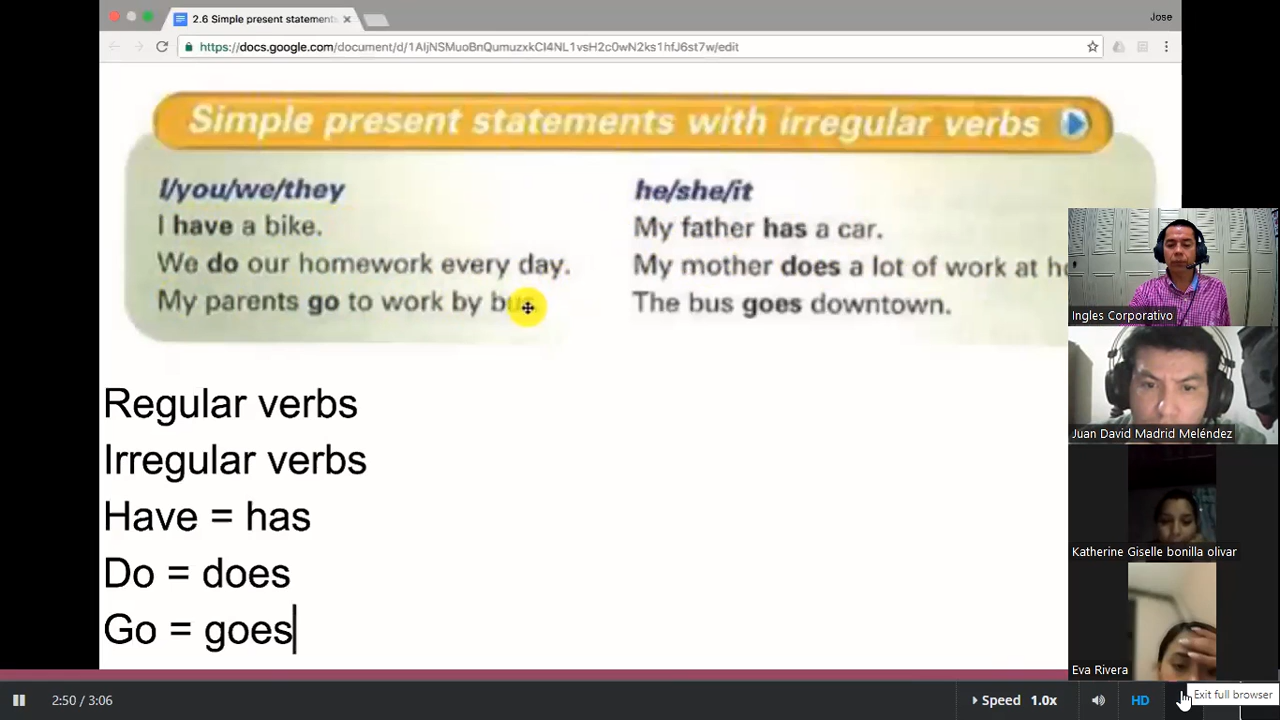 2.6 Simple present statements
Jose
https://docs.google.com/document/d/1AIjNSMuoBnQumuzxkCI4NL1vsH2c0wN2ks1hfJ6st7w/edit
Simple present statements with irregular verbs
I/you/we/they
I have a bike.
We do our homework every day.
My parents go to work by
he/she/it
My father has a car.
My mother does a lot of work at
The bus goes downtown.
Regular verbs
Irregular verbs
Have = has
Do = does
Go = goes
Ingles Corporativo
Juan David Madrid Meléndez
Katherine Giselle bonilla olivar
Eva Rivera
2:50 / 3:06
Speed 1.0x
HD
Exit full browser